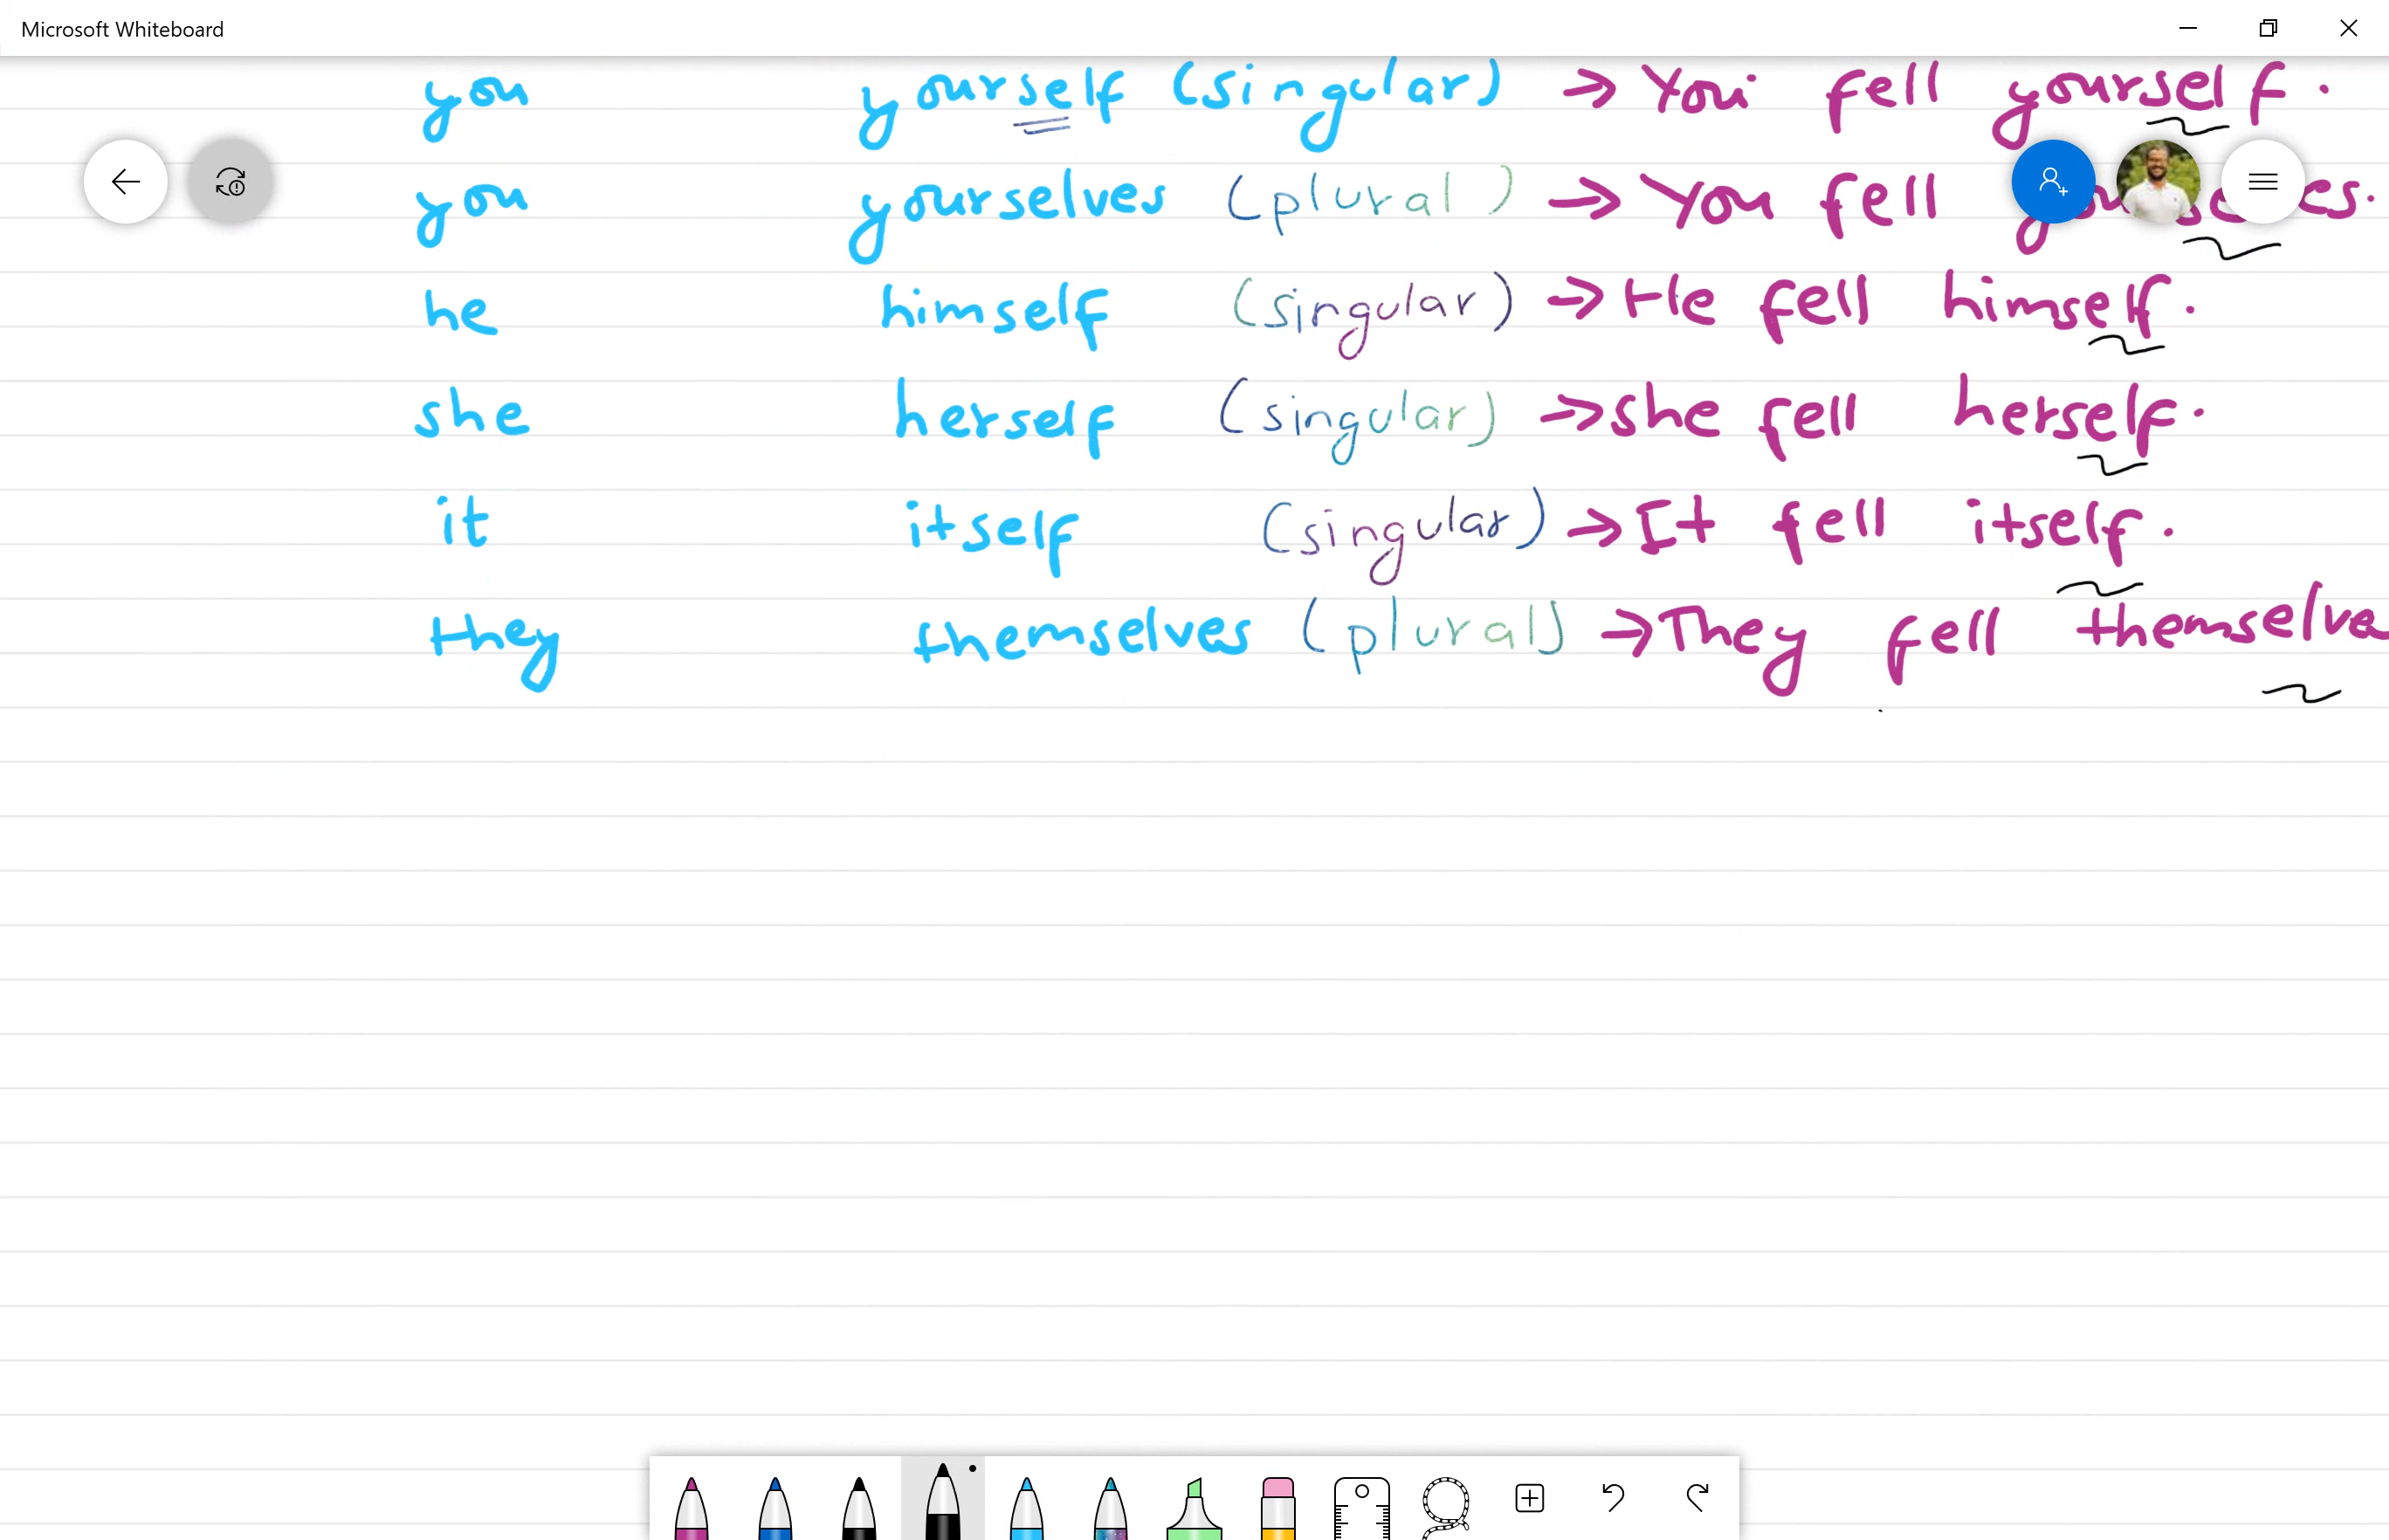 Microsoft Whiteboard
you yourself (singular) → You fell yourself.
you yourselves (plural) → You fell
he himself (singular) → He fell himself.
she herself (singular) → she fell herself.
it itself (singular) → It fell itself.
they themselves (plural) → They fell themselve